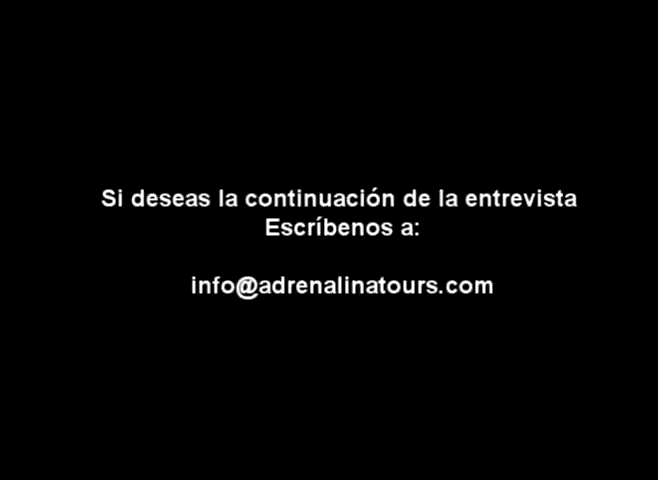 Si deseas la continuación de la entrevista
Escríbenos a:
info@adrenalinatours.com